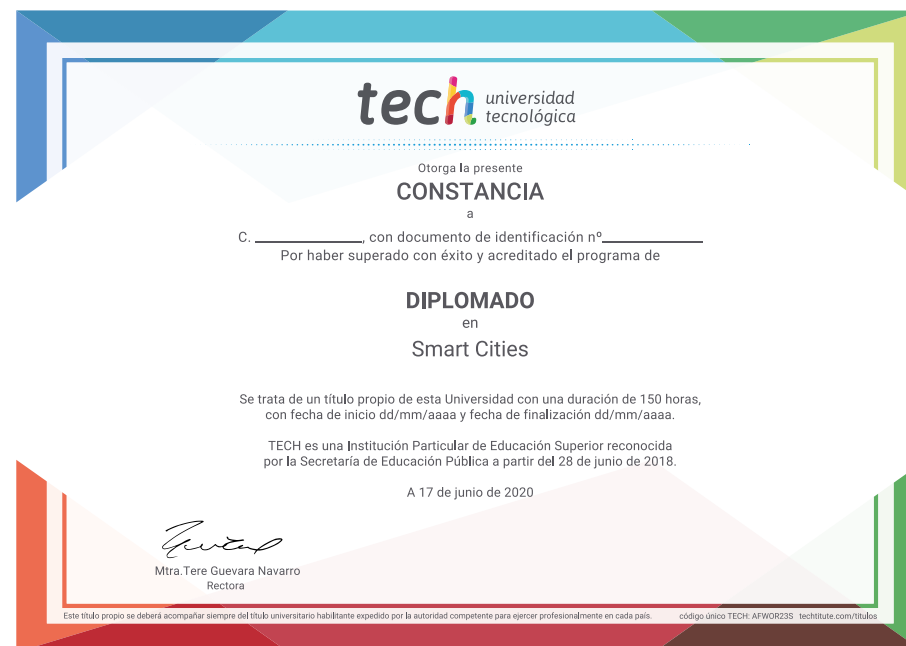 tech universidad
tecnológica
Otorga la presente
CONSTANCIA
a
C. ____________, con documento de identificación nº____________
Por haber superado con éxito y acreditado el programa de
DIPLOMADO
en
Smart Cities
Se trata de un título propio de esta Universidad con una duración de 150 horas,
con fecha de inicio dd/mm/aaaa y fecha de finalización dd/mm/aaaa.
TECH es una Institución Particular de Educación Superior reconocida
por la Secretaría de Educación Pública a partir del 28 de junio de 2018.
A 17 de junio de 2020
Mtra.Tere Guevara Navarro
Rectora
Este título propio se deberá acompañar siempre del título universitario habilitante expedido por la autoridad competente para ejercer profesionalmente en cada país. código único TECH: AFWOR23S techtitute.com/titulos